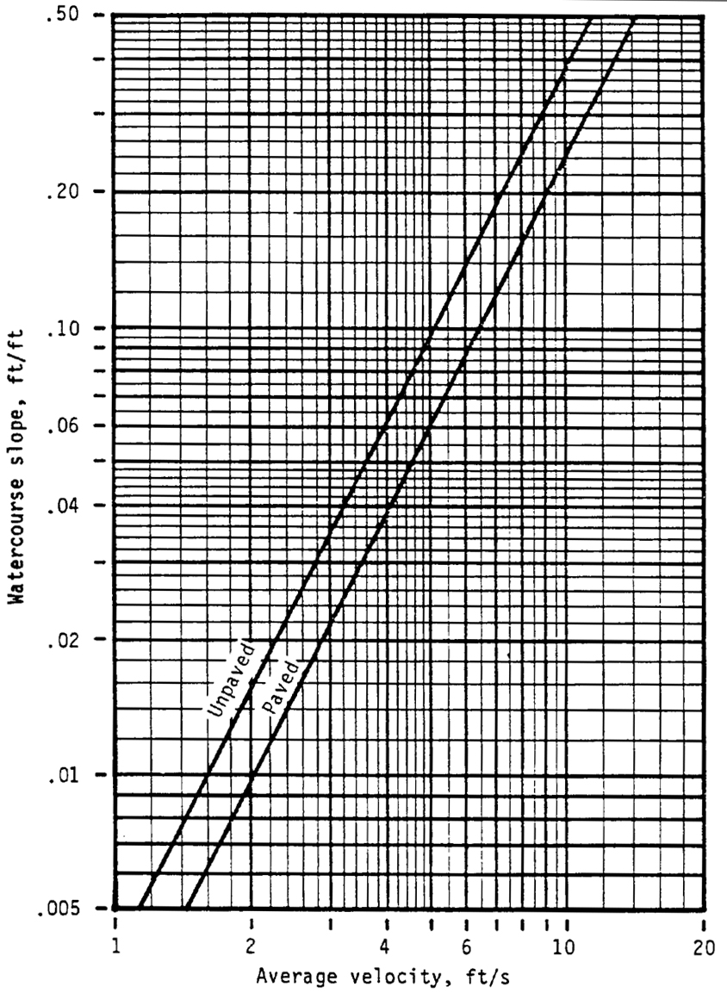 .50
.20
.10
.06
.04
.02
.01
.005
Watercourse slope, ft/ft
Unpaved
Paved
1 2 4 6 10 20
Average velocity, ft/s